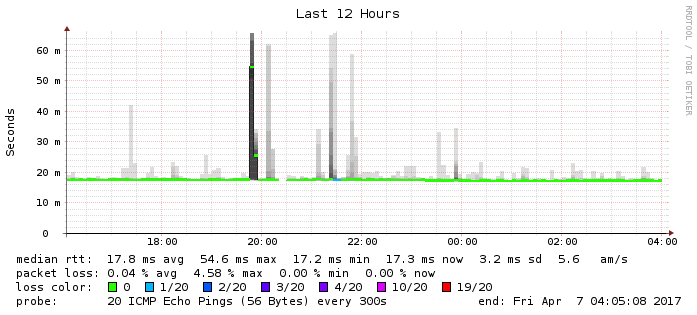 Last 12 Hours
RRDTOOL / TOBI OETIKER
Seconds
60 m
50 m
40 m
30 m
20 m
10 m
0
18:00 20:00 22:00 00:00 02:00 04:00
median rtt: 17.8 ms avg 54.6 ms max 17.2 ms min 17.3 ms now 3.2 ms sd 5.6 am/s
packet loss: 0.04 % avg 4.58 % max 0.00 % min 0.00 % now
loss color: 0 1/20 2/20 3/20 4/20 10/20 19/20
probe: 20 ICMP Echo Pings (56 Bytes) every 300s end: Fri Apr 7 04:05:08 2017